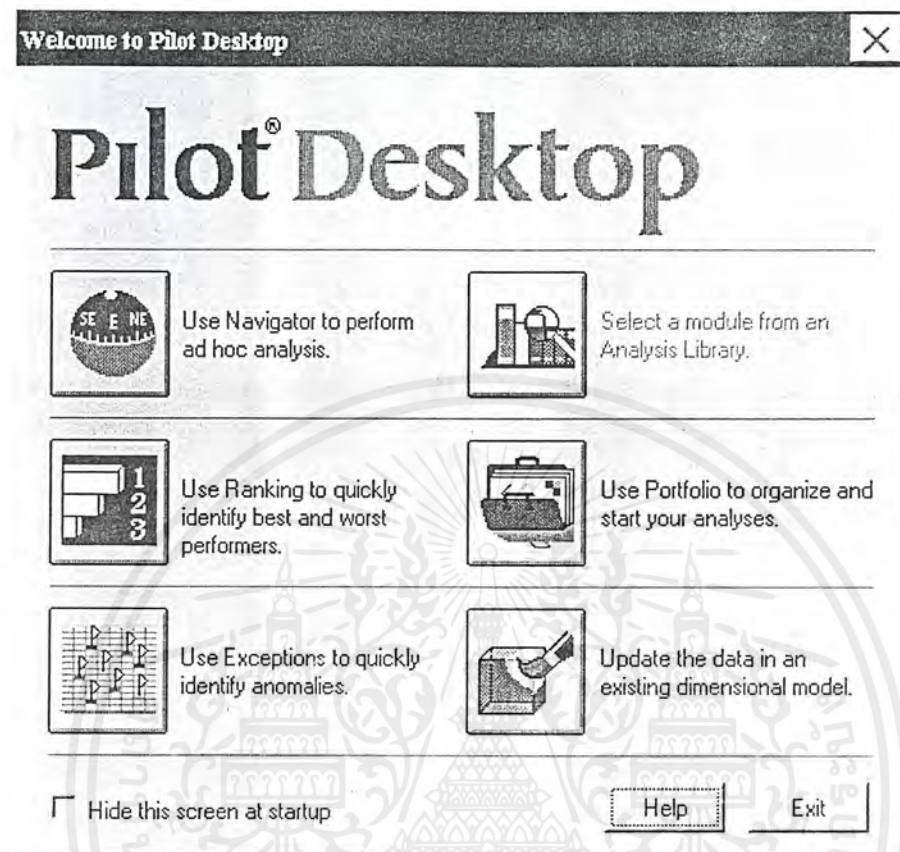 Welcome to Pilot Desktop
Pilot® Desktop
SE E NE
Use Navigator to perform
ad hoc analysis.
Select a module from an
Analysis Library.
1
2
3
Use Ranking to quickly
identify best and worst
performers.
Use Portfolio to organize and
start your analyses.
Use Exceptions to quickly
identify anomalies.
Update the data in an
existing dimensional model.
Hide this screen at startup
Help
Exit